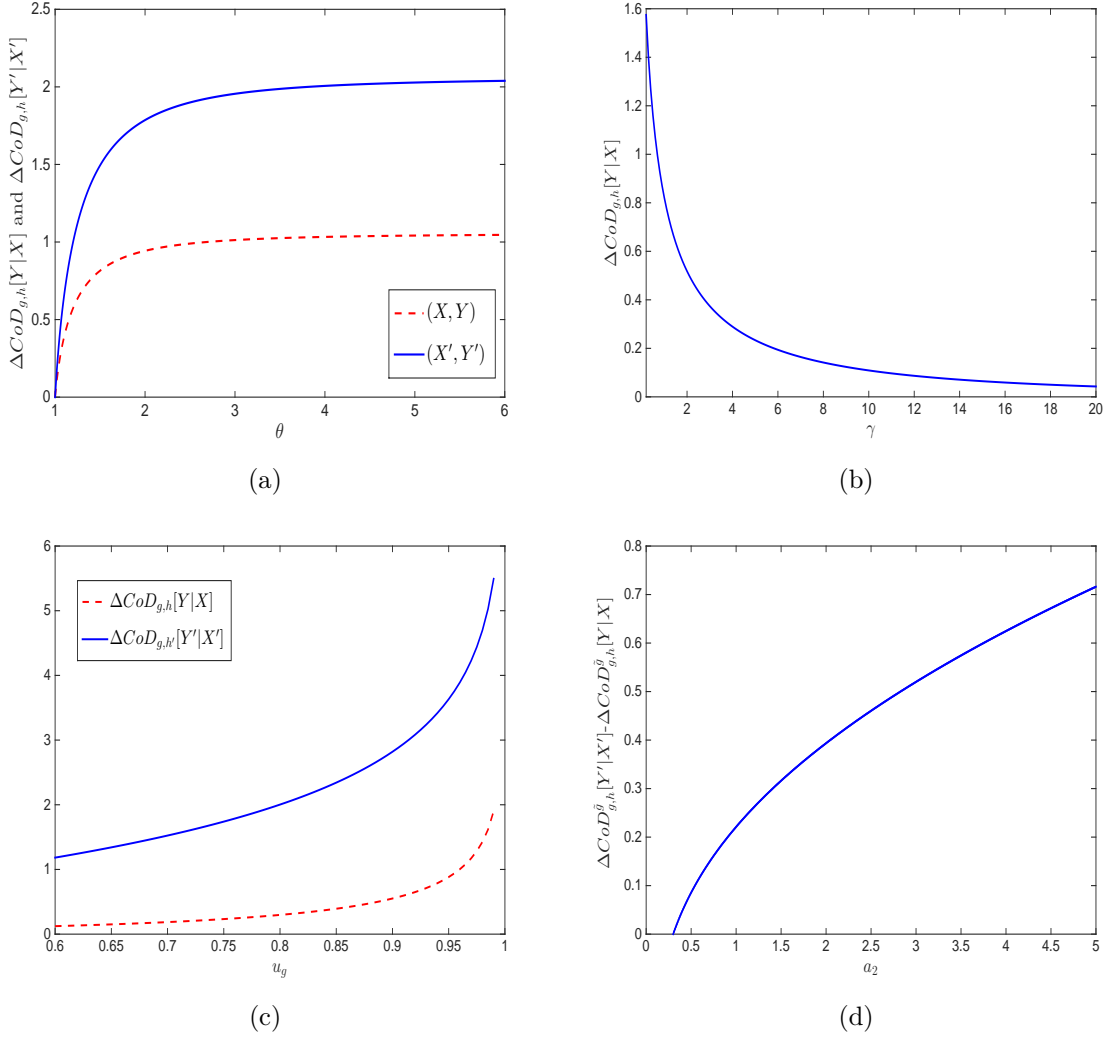 ΔCoD_{g,h}[Y|X] and ΔCoD_{g,h}[Y′|X′]
2.5
2
1.5
1
0.5
0
1 2 3 4 5 6
θ
(X, Y)
(X′, Y′)
(a)
ΔCoD_{g,h}[Y|X]
1.6
1.4
1.2
1
0.8
0.6
0.4
0.2
0
2 4 6 8 10 12 14 16 18 20
γ
(b)
6
5
4
3
2
1
0
0.6 0.65 0.7 0.75 0.8 0.85 0.9 0.95 1
u_g
ΔCoD_{g,h}[Y|X]
ΔCoD_{g,h′}[Y′|X′]
(c)
ΔCoD^{g̃}_{g,h}[Y′|X′]-ΔCoD^{g̃}_{g,h}[Y|X]
0.8
0.7
0.6
0.5
0.4
0.3
0.2
0.1
0
0 0.5 1 1.5 2 2.5 3 3.5 4 4.5 5
a_2
(d)